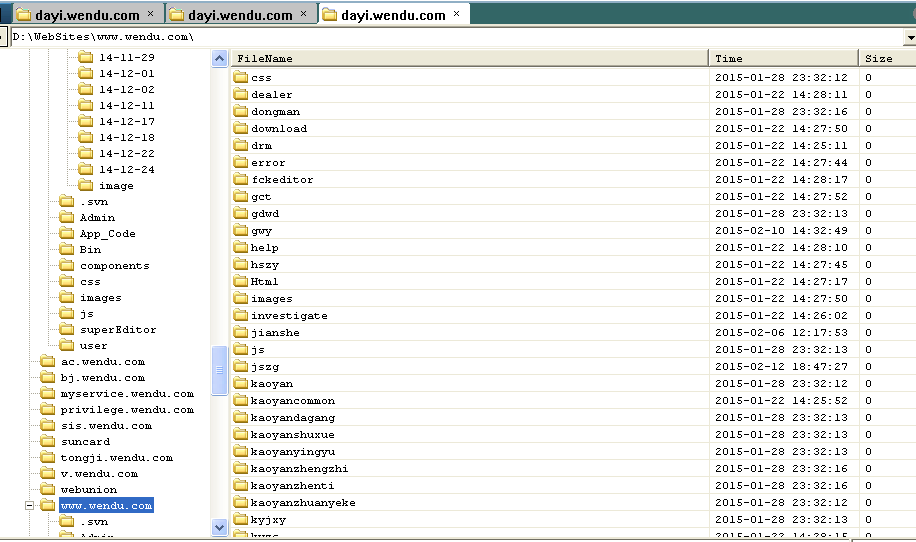 dayi.wendu.com × dayi.wendu.com × dayi.wendu.com ×
D:\WebSites\www.wendu.com\
14-11-29
14-12-01
14-12-02
14-12-11
14-12-17
14-12-18
14-12-22
14-12-24
image
.svn
Admin
App_Code
Bin
components
css
images
js
superEditor
user
ac.wendu.com
bj.wendu.com
myservice.wendu.com
privilege.wendu.com
sis.wendu.com
suncard
tongji.wendu.com
v.wendu.com
webunion
www.wendu.com
.svn
Admin
FileName Time Size
css 2015-01-28 23:32:12 0
dealer 2015-01-22 14:28:11 0
dongman 2015-01-28 23:32:16 0
download 2015-01-22 14:27:50 0
drm 2015-01-22 14:25:11 0
error 2015-01-22 14:27:44 0
fckeditor 2015-01-22 14:28:17 0
gct 2015-01-22 14:27:52 0
gdwd 2015-01-28 23:32:13 0
gwy 2015-02-10 14:32:49 0
help 2015-01-22 14:28:10 0
hszy 2015-01-22 14:27:45 0
Html 2015-01-22 14:27:17 0
images 2015-01-22 14:27:50 0
investigate 2015-01-22 14:26:02 0
jianshe 2015-02-06 12:17:53 0
js 2015-01-28 23:32:13 0
jszg 2015-02-12 18:47:27 0
kaoyan 2015-01-28 23:32:12 0
kaoyancommon 2015-01-22 14:25:52 0
kaoyandagang 2015-01-28 23:32:13 0
kaoyanshuxue 2015-01-28 23:32:13 0
kaoyanyingyu 2015-01-28 23:32:13 0
kaoyanzhengzhi 2015-01-28 23:32:16 0
kaoyanzhenti 2015-01-28 23:32:16 0
kaoyanzhuanyeke 2015-01-28 23:32:12 0
kyjxy 2015-01-28 23:32:13 0
2015-01-22 14:28:15 0